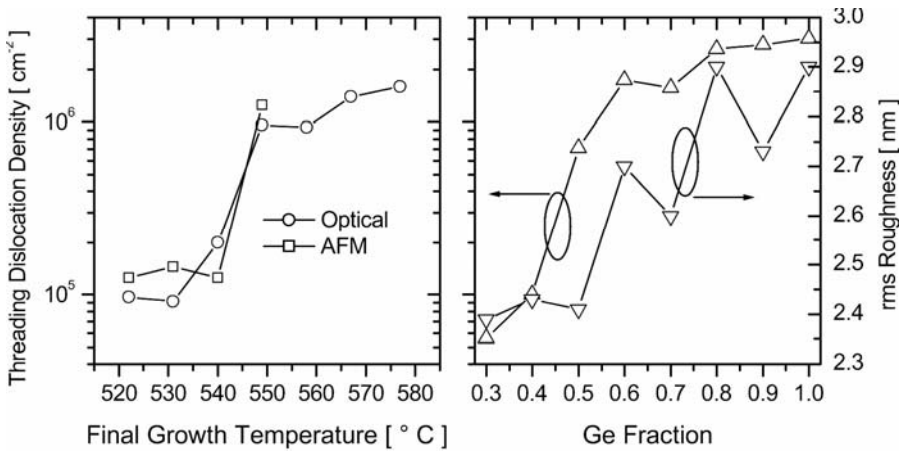 Threading Dislocation Density [ cm⁻² ]
10⁶
10⁵
Optical
AFM
520 530 540 550 560 570 580
Final Growth Temperature [ ° C ]
3.0
2.9
2.8
2.7
2.6
2.5
2.4
2.3
rms Roughness [ nm ]
0.3 0.4 0.5 0.6 0.7 0.8 0.9 1.0
Ge Fraction